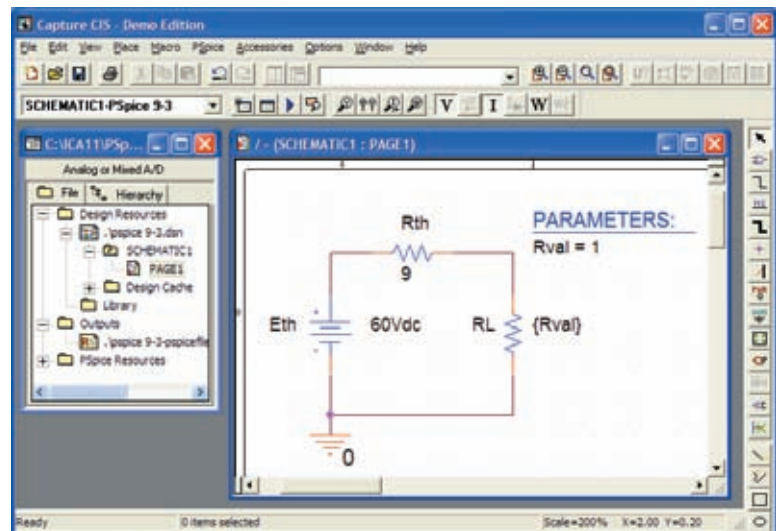 Capture CIS - Demo Edition
File Edit View Place Macro PSpice Accessories Options Window Help
SCHEMATIC1-PSpice 9-3
V I W
C:\ICA11\PSp...
Analog or Mixed A/D
File Hierarchy
Design Resources
.\pspice 9-3.dsn
SCHEMATIC1
PAGE1
Design Cache
Library
Outputs
.\pspice 9-3-pspicefile
PSpice Resources
/ - (SCHEMATIC1 : PAGE1)
Rth
9
PARAMETERS:
Rval = 1
Eth
60Vdc
RL
{Rval}
0
Ready
0 items selected
Scale=200% X=2.00 Y=0.20